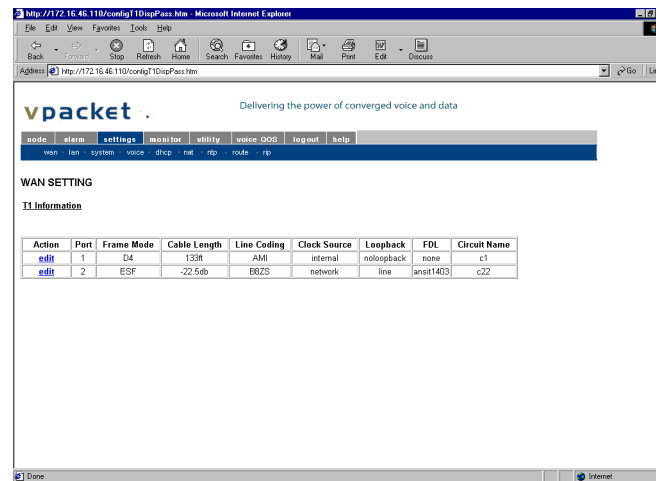 http://172.16.46.110/configT1DispPass.htm - Microsoft Internet Explorer
File Edit View Favorites Tools Help
Back Forward Stop Refresh Home Search Favorites History Mail Print Edit Discuss
Address http://172.16.46.110/configT1DispPass.htm Go
vpacket
Delivering the power of converged voice and data
node alarm settings monitor utility voice QOS logout help
wan - lan - system - voice - dhcp - nat - ntp - route - rip
WAN SETTING
T1 Information
Action Port Frame Mode Cable Length Line Coding Clock Source Loopback FDL Circuit Name
edit 1 D4 133ft AMI internal noloopback none c1
edit 2 ESF -22.5db B8ZS network line ansit1403 c22
Done Internet